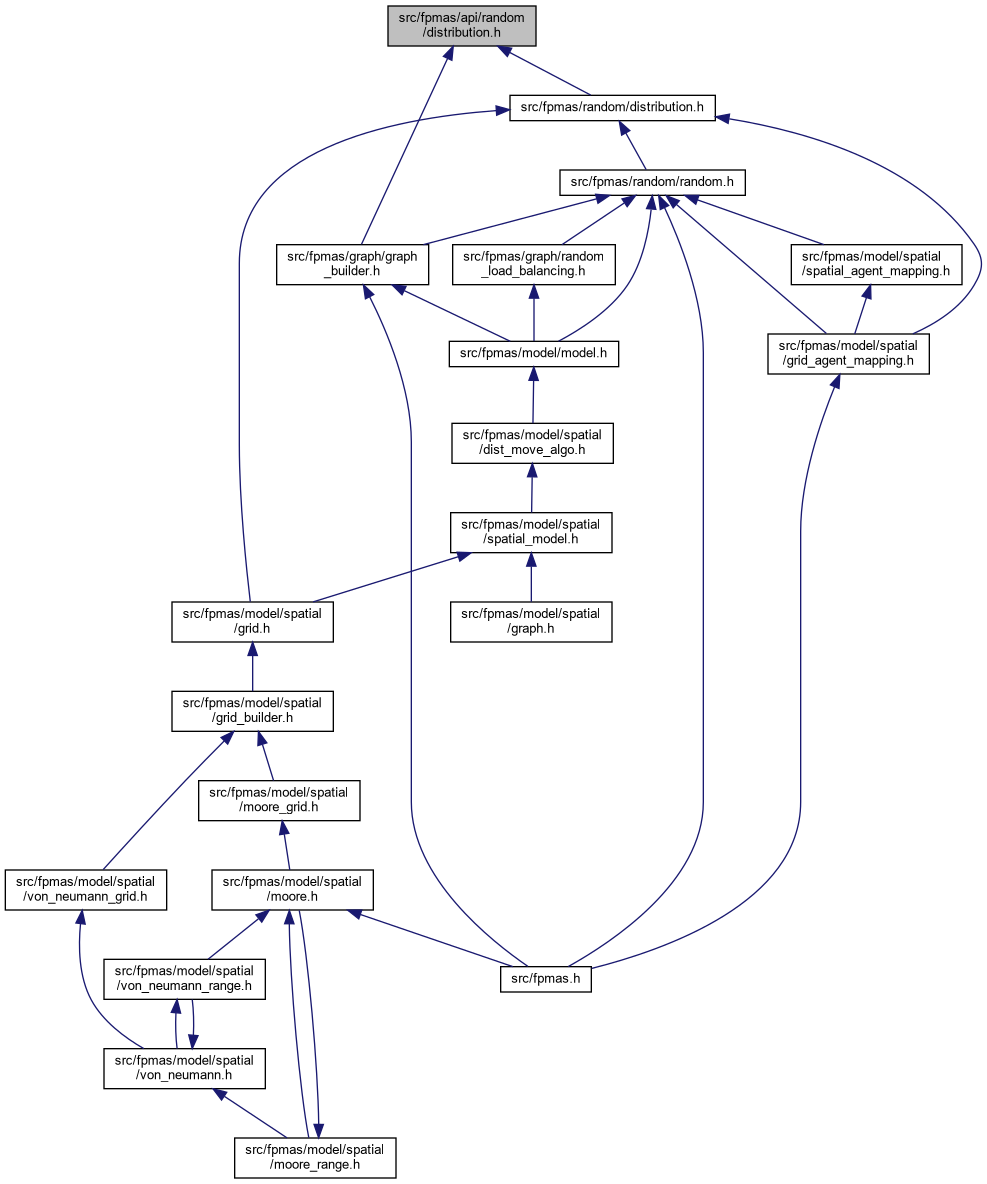 src/fpmas/api/random
/distribution.h
src/fpmas/random/distribution.h
src/fpmas/random/random.h
src/fpmas/graph/graph
_builder.h
src/fpmas/graph/random
_load_balancing.h
src/fpmas/model/spatial
/spatial_agent_mapping.h
src/fpmas/model/model.h
src/fpmas/model/spatial
/grid_agent_mapping.h
src/fpmas/model/spatial
/dist_move_algo.h
src/fpmas/model/spatial
/spatial_model.h
src/fpmas/model/spatial
/grid.h
src/fpmas/model/spatial
/graph.h
src/fpmas/model/spatial
/grid_builder.h
src/fpmas/model/spatial
/moore_grid.h
src/fpmas/model/spatial
/von_neumann_grid.h
src/fpmas/model/spatial
/moore.h
src/fpmas/model/spatial
/von_neumann_range.h
src/fpmas.h
src/fpmas/model/spatial
/von_neumann.h
src/fpmas/model/spatial
/moore_range.h